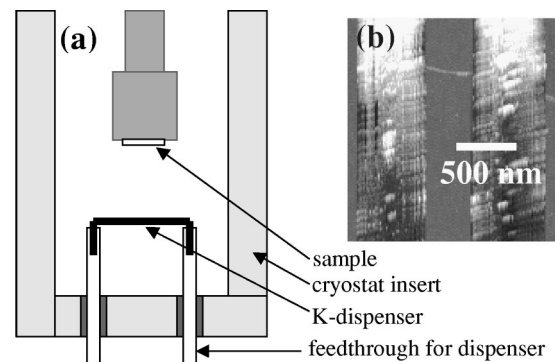 (a)
(b)
500 nm
sample
cryostat insert
K-dispenser
feedthrough for dispenser